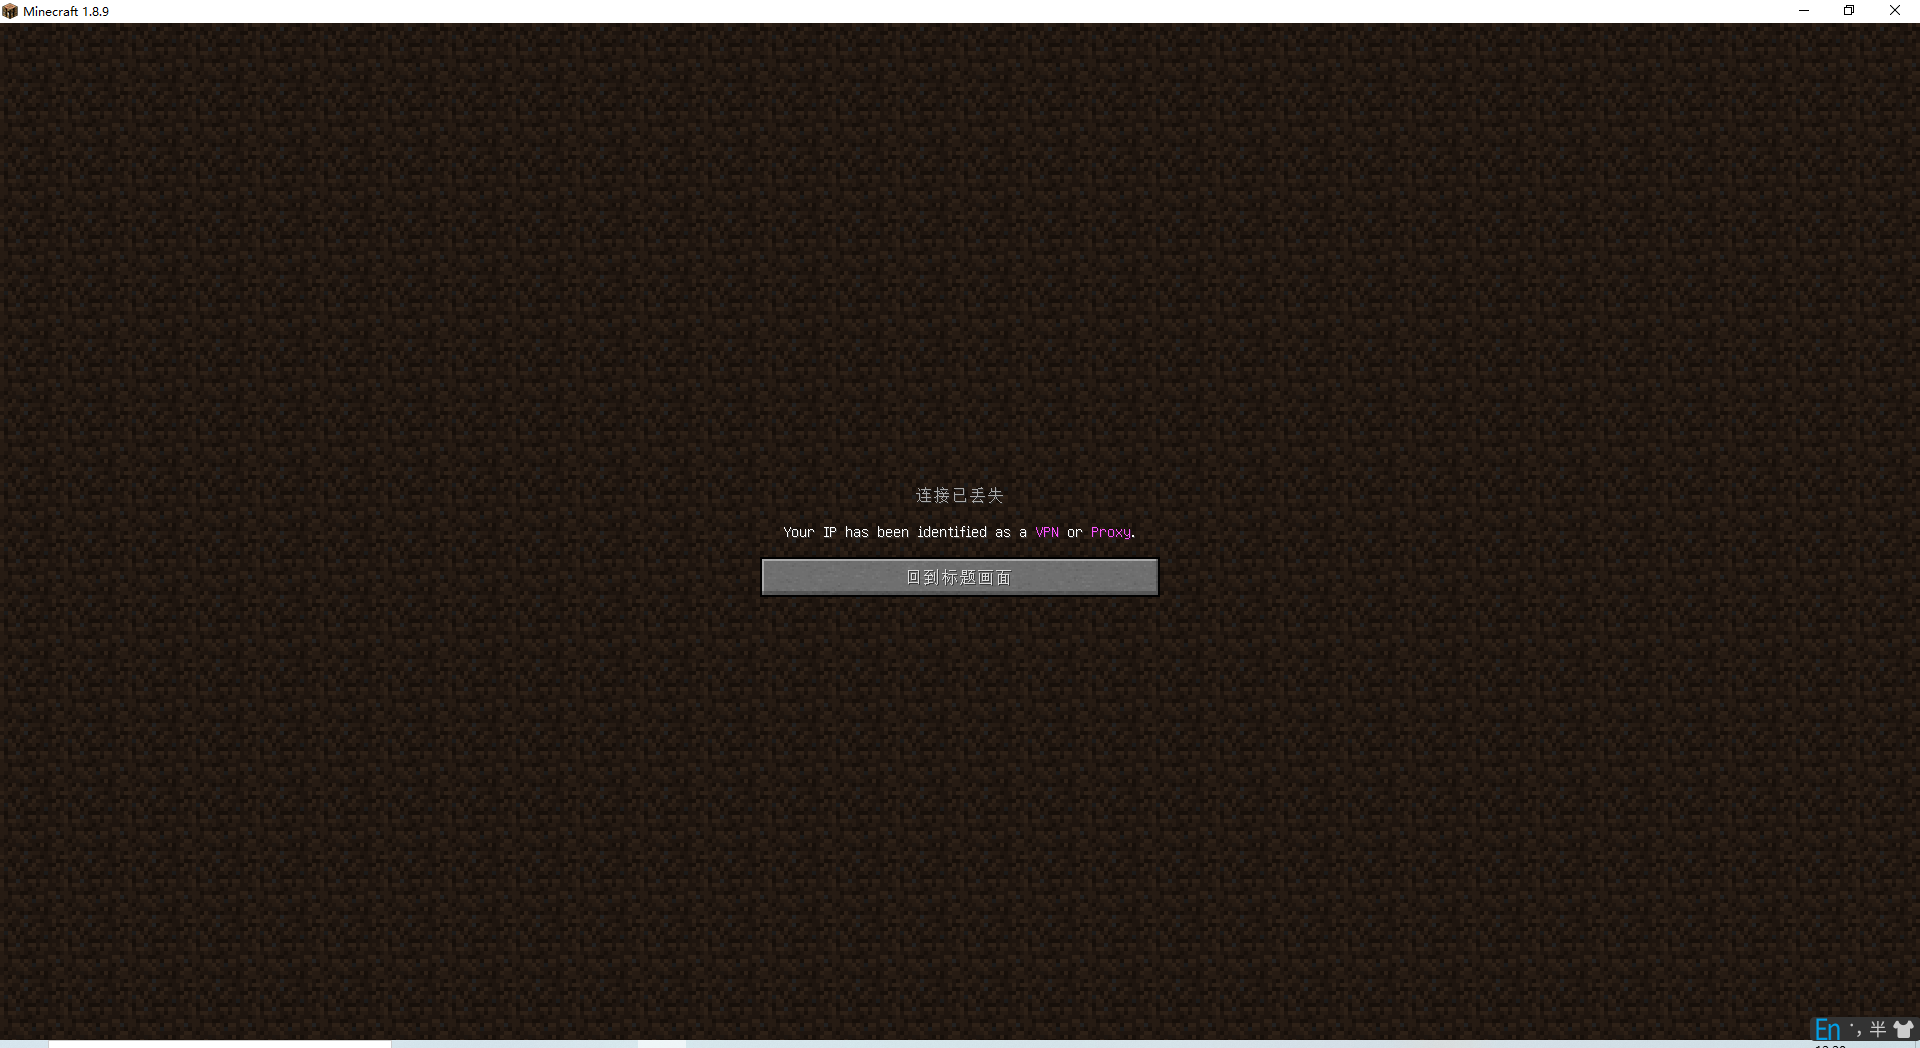 Minecraft 1.8.9
连接已丢失
Your IP has been identified as a VPN or Proxy.
回到标题画面
En 半